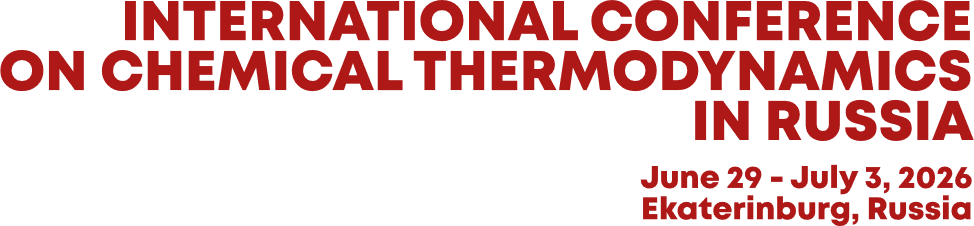 INTERNATIONAL CONFERENCE
ON CHEMICAL THERMODYNAMICS
IN RUSSIA
June 29 - July 3, 2026
Ekaterinburg, Russia